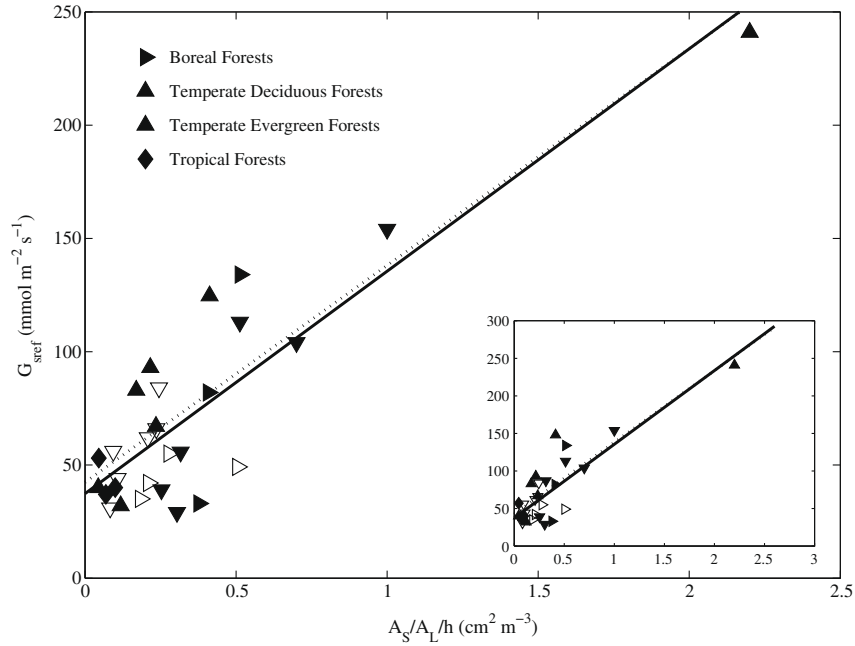 250
200
150
100
50
0
G_sref (mmol m⁻² s⁻¹)
Boreal Forests
Temperate Deciduous Forests
Temperate Evergreen Forests
Tropical Forests
300
250
200
150
100
50
0
0 0.5 1 1.5 2 2.5 3
0 0.5 1 1.5 2 2.5
A_S/A_L/h (cm² m⁻³)